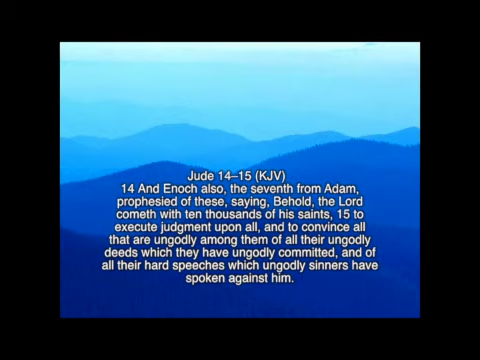 Jude 14–15 (KJV)
14 And Enoch also, the seventh from Adam,
prophesied of these, saying, Behold, the Lord
cometh with ten thousands of his saints, 15 to
execute judgment upon all, and to convince all
that are ungodly among them of all their ungodly
deeds which they have ungodly committed, and of
all their hard speeches which ungodly sinners have
spoken against him.